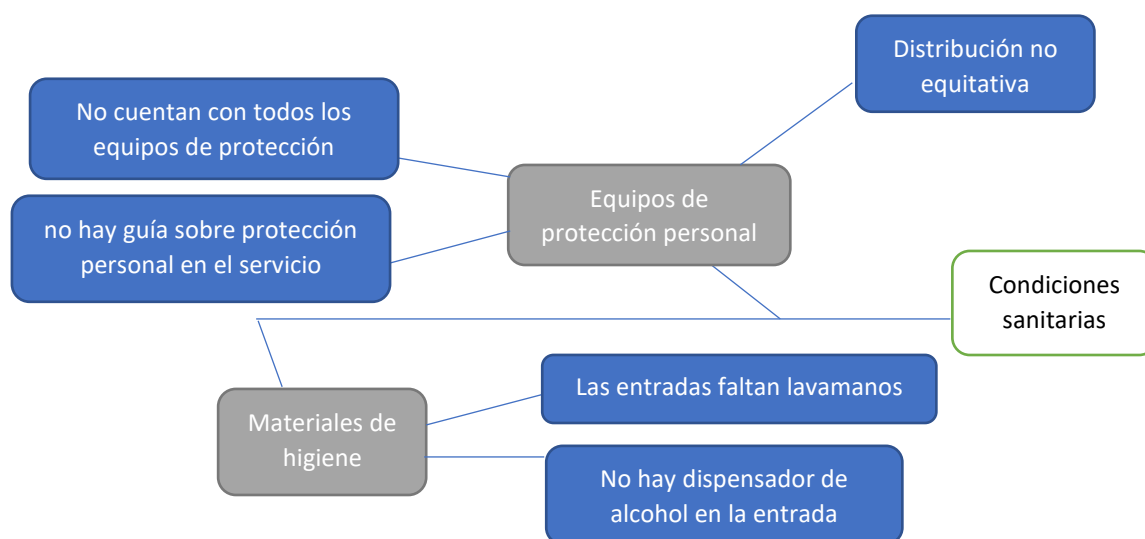 Distribución no
equitativa
No cuentan con todos los
equipos de protección
Equipos de
protección personal
no hay guía sobre protección
personal en el servicio
Condiciones
sanitarias
Las entradas faltan lavamanos
Materiales de
higiene
No hay dispensador de
alcohol en la entrada